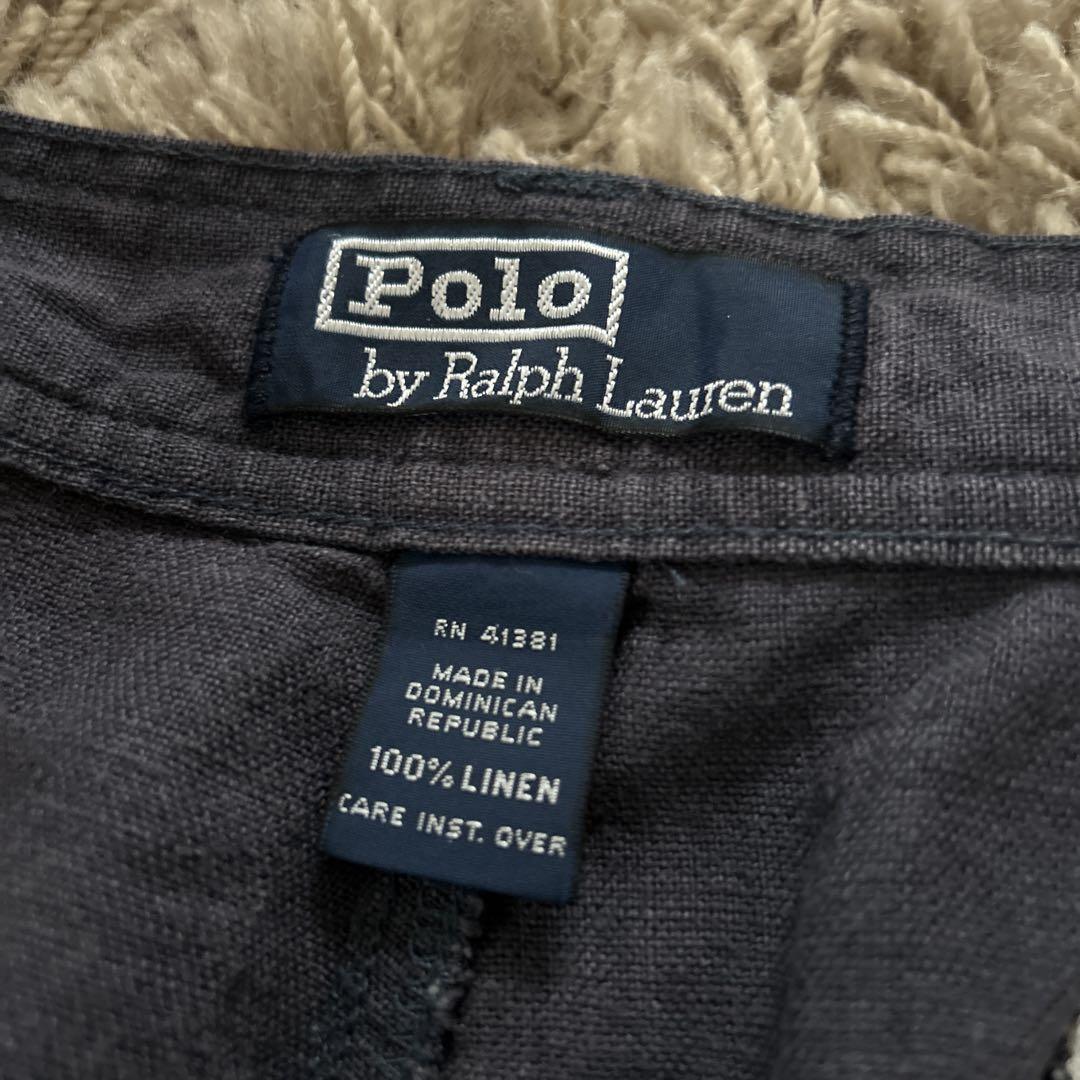 Polo
by Ralph Lauren
RN 41381
MADE IN
DOMINICAN
REPUBLIC
100% LINEN
CARE INST. OVER